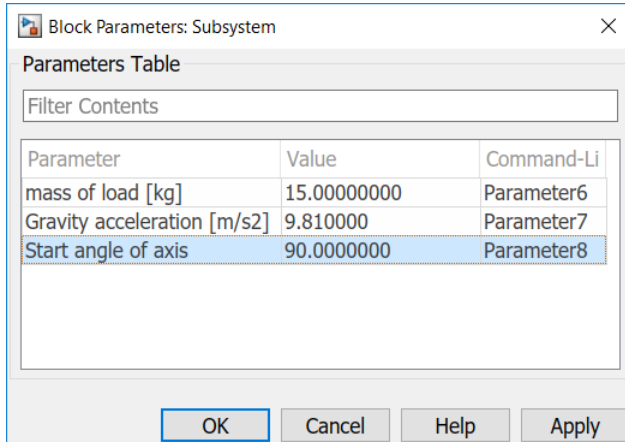 Block Parameters: Subsystem
Parameters Table
Filter Contents
Parameter Value Command-Li
mass of load [kg] 15.00000000 Parameter6
Gravity acceleration [m/s2] 9.810000 Parameter7
Start angle of axis 90.0000000 Parameter8
OK Cancel Help Apply